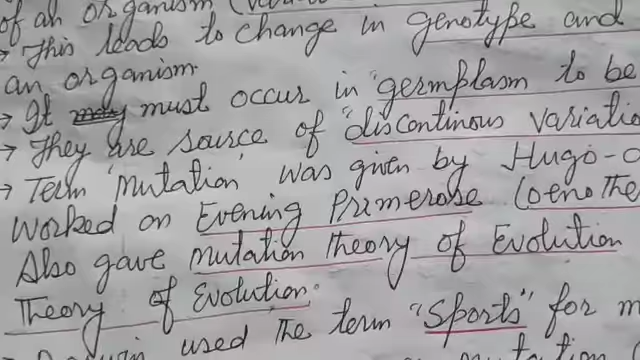 of an organism
→ This leads to change in genotype and
an organism.
→ It must occur in "germplasm to be
→ They are source of "discontinous variatio
→ Term 'Mutation' was given by Hugo-
Worked on Evening Primerose (oenothe
Also gave Mutation Theory of Evolution
Theory of Evolution.
used the term "Sports" for m